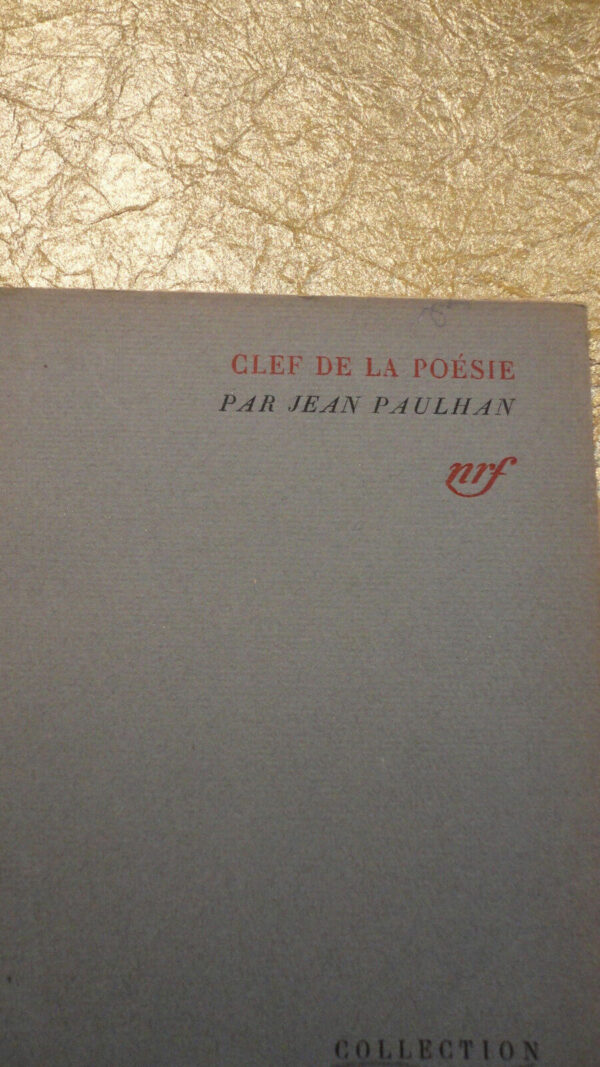 CLEF DE LA POÉSIE
PAR JEAN PAULHAN
nrf
COLLECTION